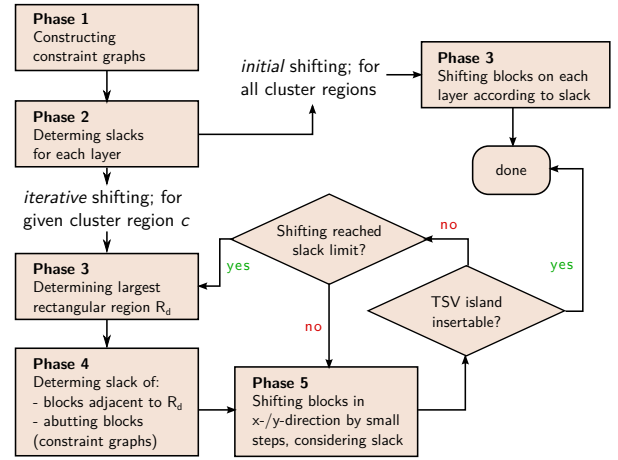 Phase 1
Constructing
constraint graphs
Phase 2
Determing slacks
for each layer
initial shifting; for
all cluster regions
Phase 3
Shifting blocks on each
layer according to slack
done
iterative shifting; for
given cluster region c
Phase 3
Determining largest
rectangular region Rd
Phase 4
Determing slack of:
- blocks adjacent to Rd
- abutting blocks
(constraint graphs)
Phase 5
Shifting blocks in
x-/y-direction by small
steps, considering slack
TSV island
insertable?
yes
no
Shifting reached
slack limit?
yes
no